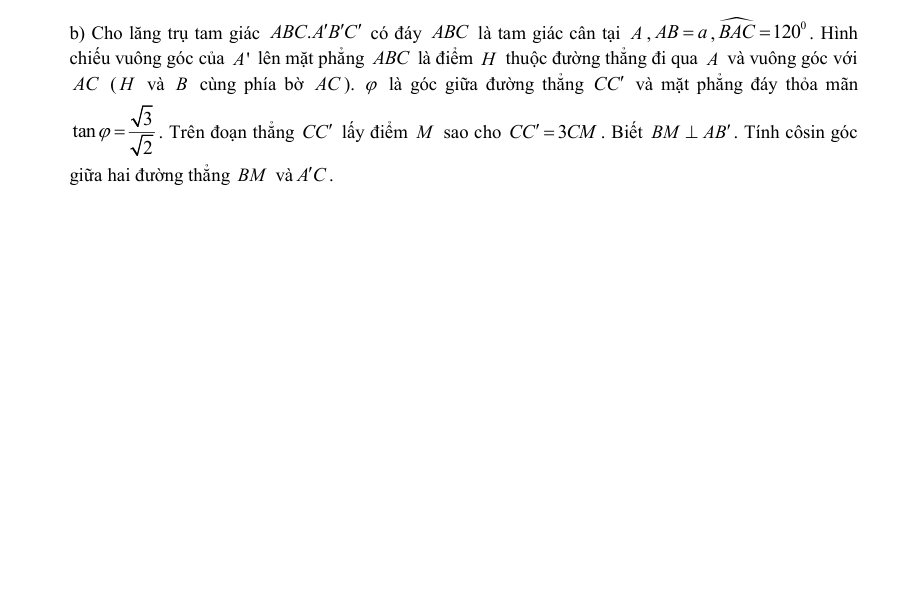 b) Cho lăng trụ tam giác ABC.A'B'C' có đáy ABC là tam giác cân tại A, AB = a, \widehat{BAC} = 120^0. Hình
chiếu vuông góc của A' lên mặt phẳng ABC là điểm H thuộc đường thẳng đi qua A và vuông góc với
AC (H và B cùng phía bờ AC). φ là góc giữa đường thẳng CC' và mặt phẳng đáy thỏa mãn
tan φ = \frac{\sqrt{3}}{\sqrt{2}}. Trên đoạn thẳng CC' lấy điểm M sao cho CC' = 3CM. Biết BM ⊥ AB'. Tính côsin góc
giữa hai đường thẳng BM và A'C.